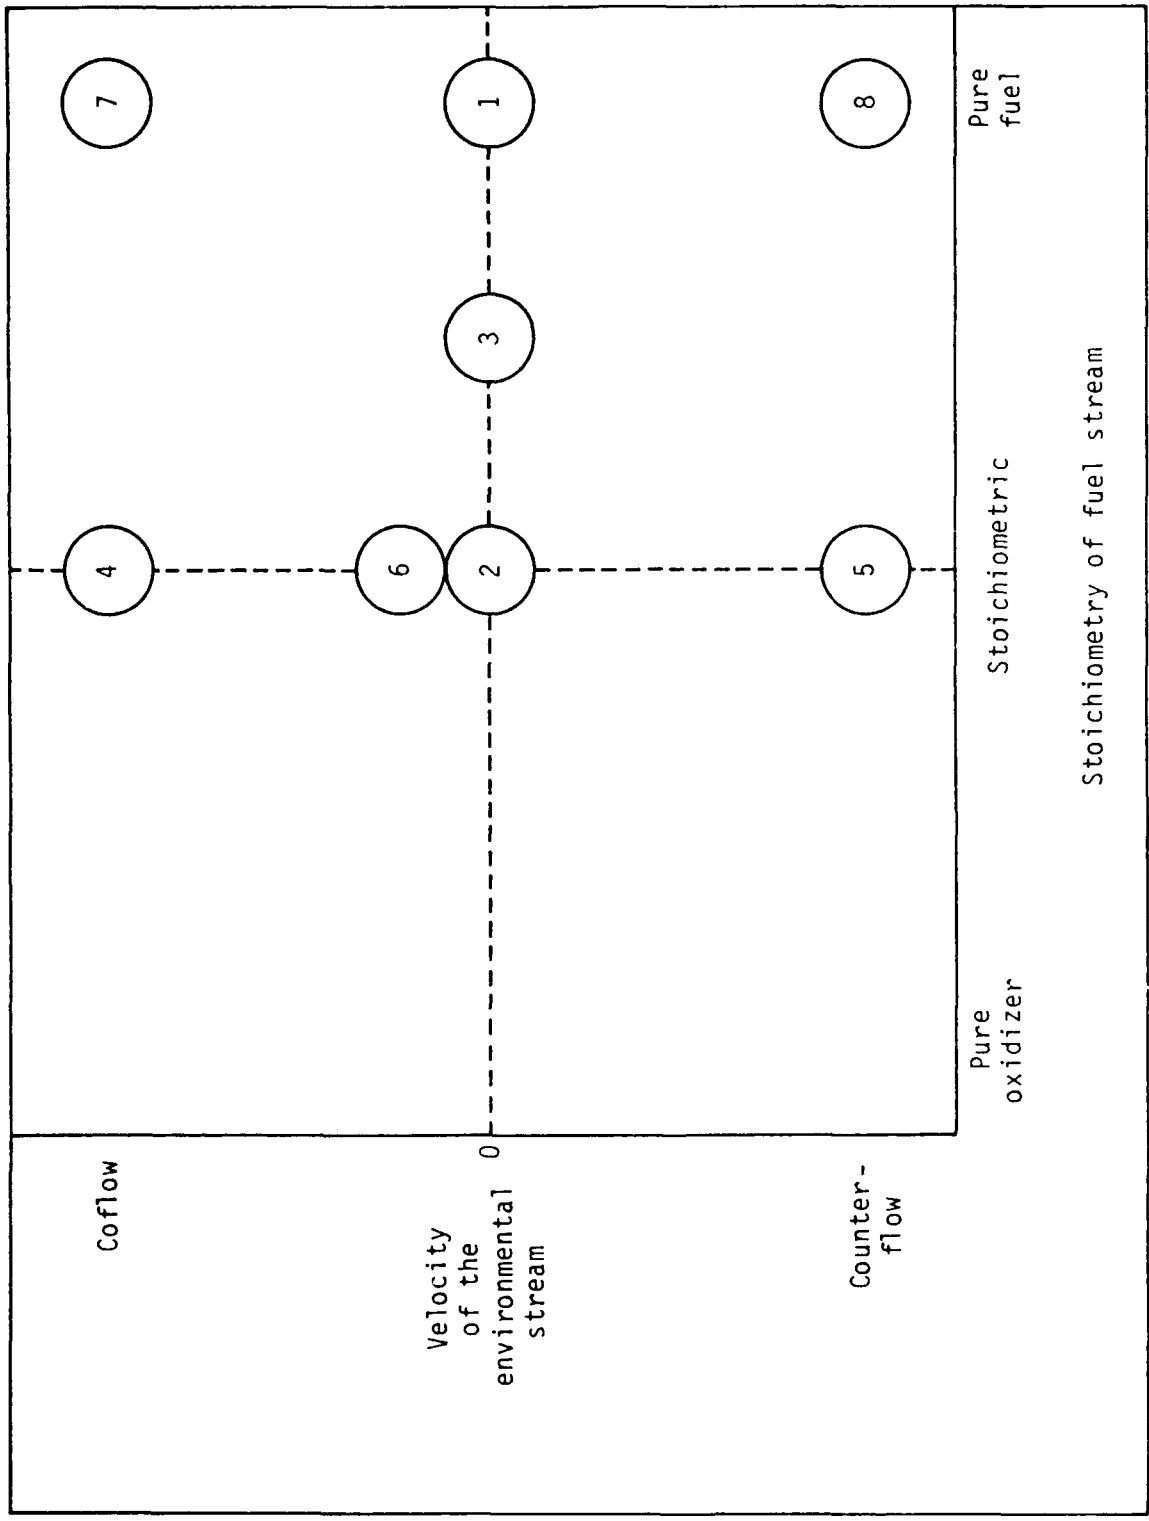 Coflow
4
7
6
Velocity
of the
environmental
stream
0
2
3
1
Counter-
flow
5
8
Pure
oxidizer
Stoichiometric
Pure
fuel
Stoichiometry of fuel stream